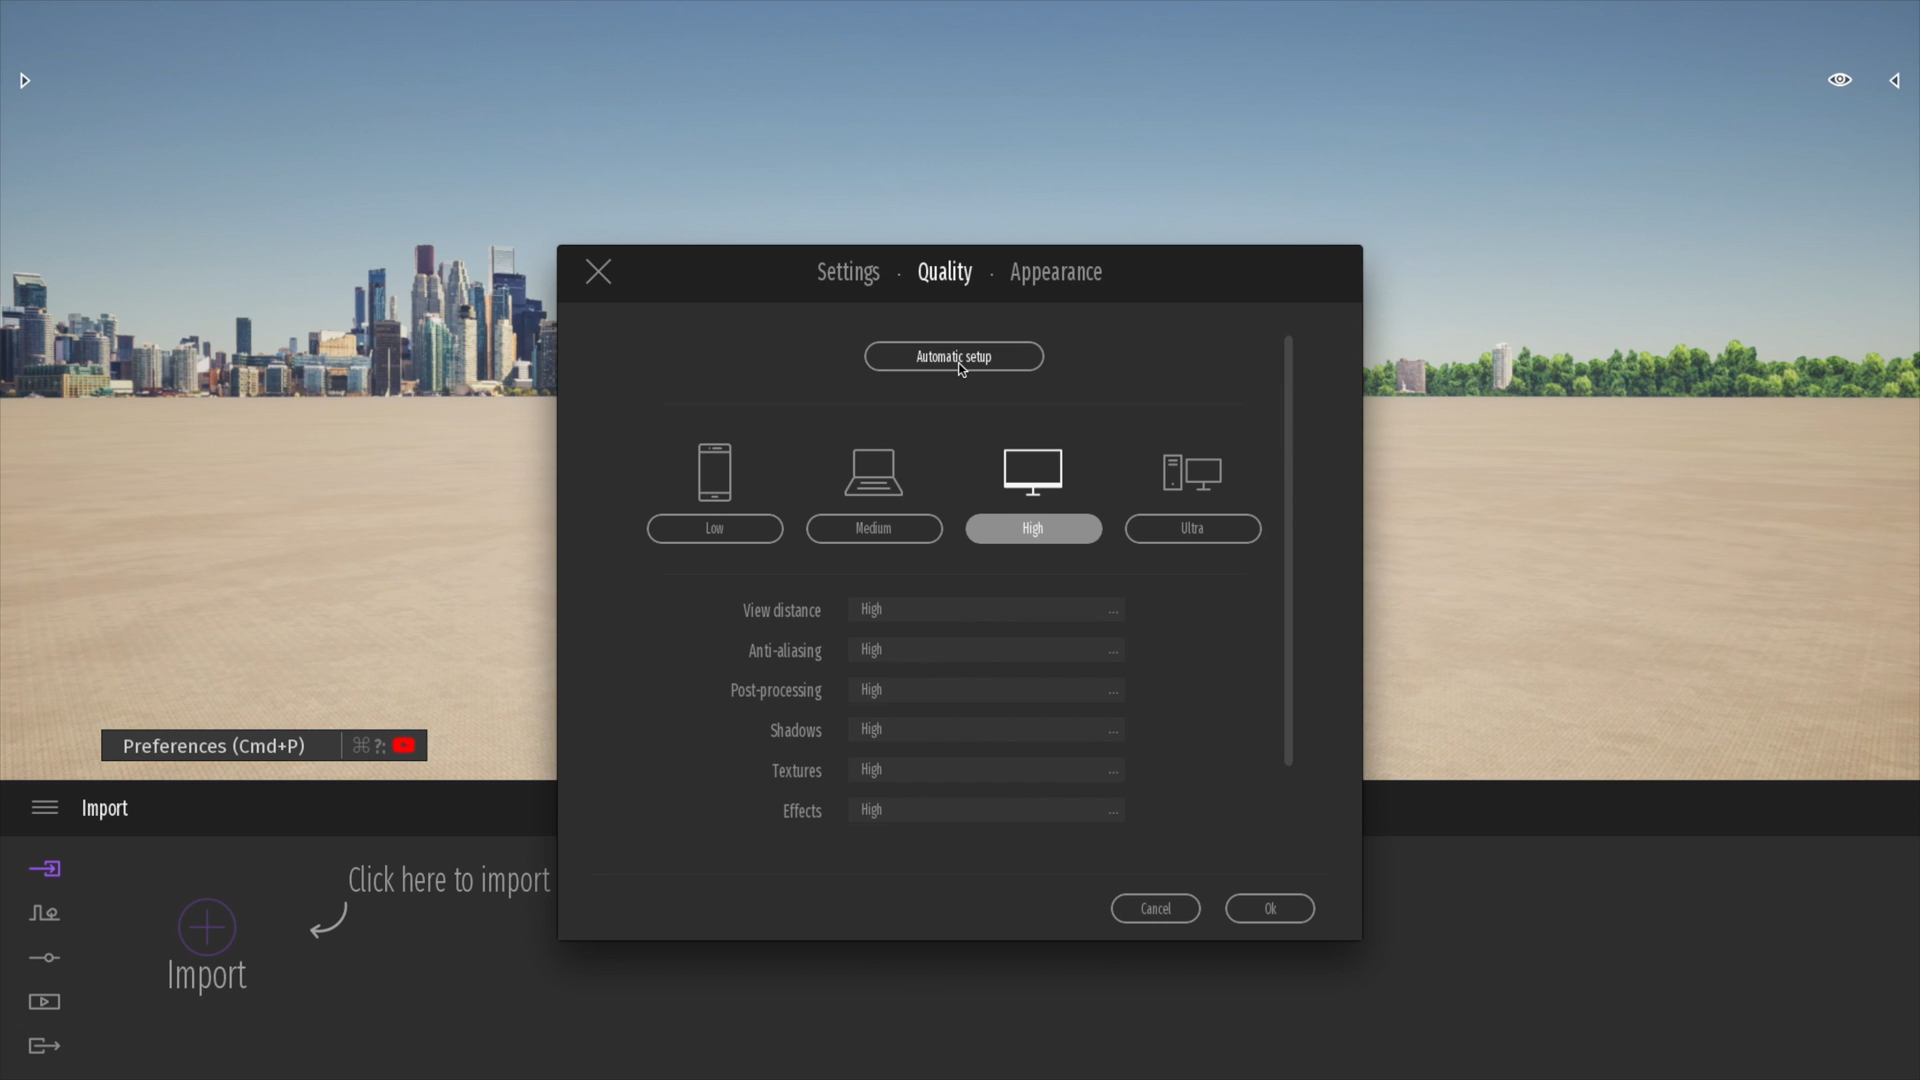 Settings · Quality · Appearance
Automatic setup
Low Medium High Ultra
View distance High ...
Anti-aliasing High ...
Post-processing High ...
Shadows High ...
Textures High ...
Effects High ...
Cancel Ok
Preferences (Cmd+P) ⌘ ?:
Import
Click here to import
Import